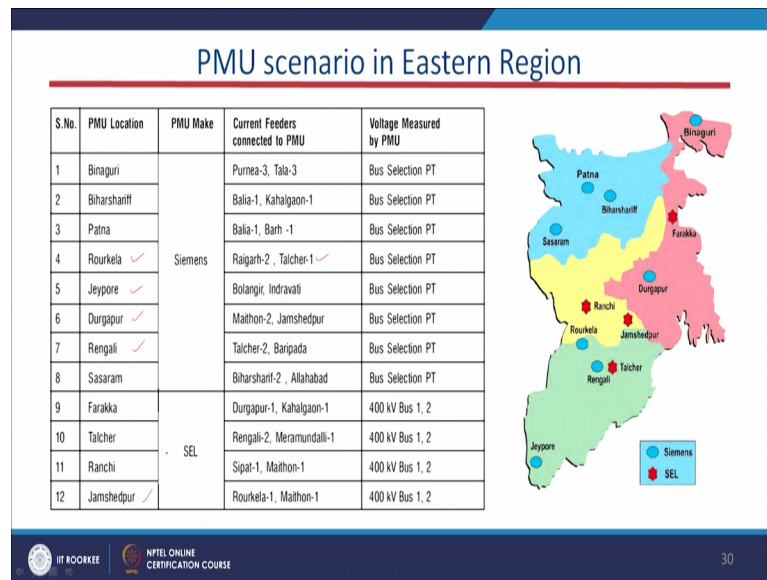 PMU scenario in Eastern Region
S.No. PMU Location PMU Make Current Feeders connected to PMU Voltage Measured by PMU
1 Binaguri Siemens Purnea-3, Tala-3 Bus Selection PT
2 Biharshariff Balia-1, Kahalgaon-1 Bus Selection PT
3 Patna Balia-1, Barh -1 Bus Selection PT
4 Rourkela Raigarh-2 , Talcher-1 Bus Selection PT
5 Jeypore Bolangir, Indravati Bus Selection PT
6 Durgapur Maithon-2, Jamshedpur Bus Selection PT
7 Rengali Talcher-2, Baripada Bus Selection PT
8 Sasaram Biharsharif-2 , Allahabad Bus Selection PT
9 Farakka SEL Durgapur-1, Kahalgaon-1 400 kV Bus 1, 2
10 Talcher Rengali-2, Meramundalli-1 400 kV Bus 1, 2
11 Ranchi Sipat-1, Maithon-1 400 kV Bus 1, 2
12 Jamshedpur Rourkela-1, Maithon-1 400 kV Bus 1, 2
Binaguri
Patna
Biharshariff
Sasaram
Farakka
Durgapur
Ranchi
Rourkela
Jamshedpur
Talcher
Rengali
Jeypore
Siemens
SEL
IIT ROORKEE
NPTEL ONLINE
CERTIFICATION COURSE
30